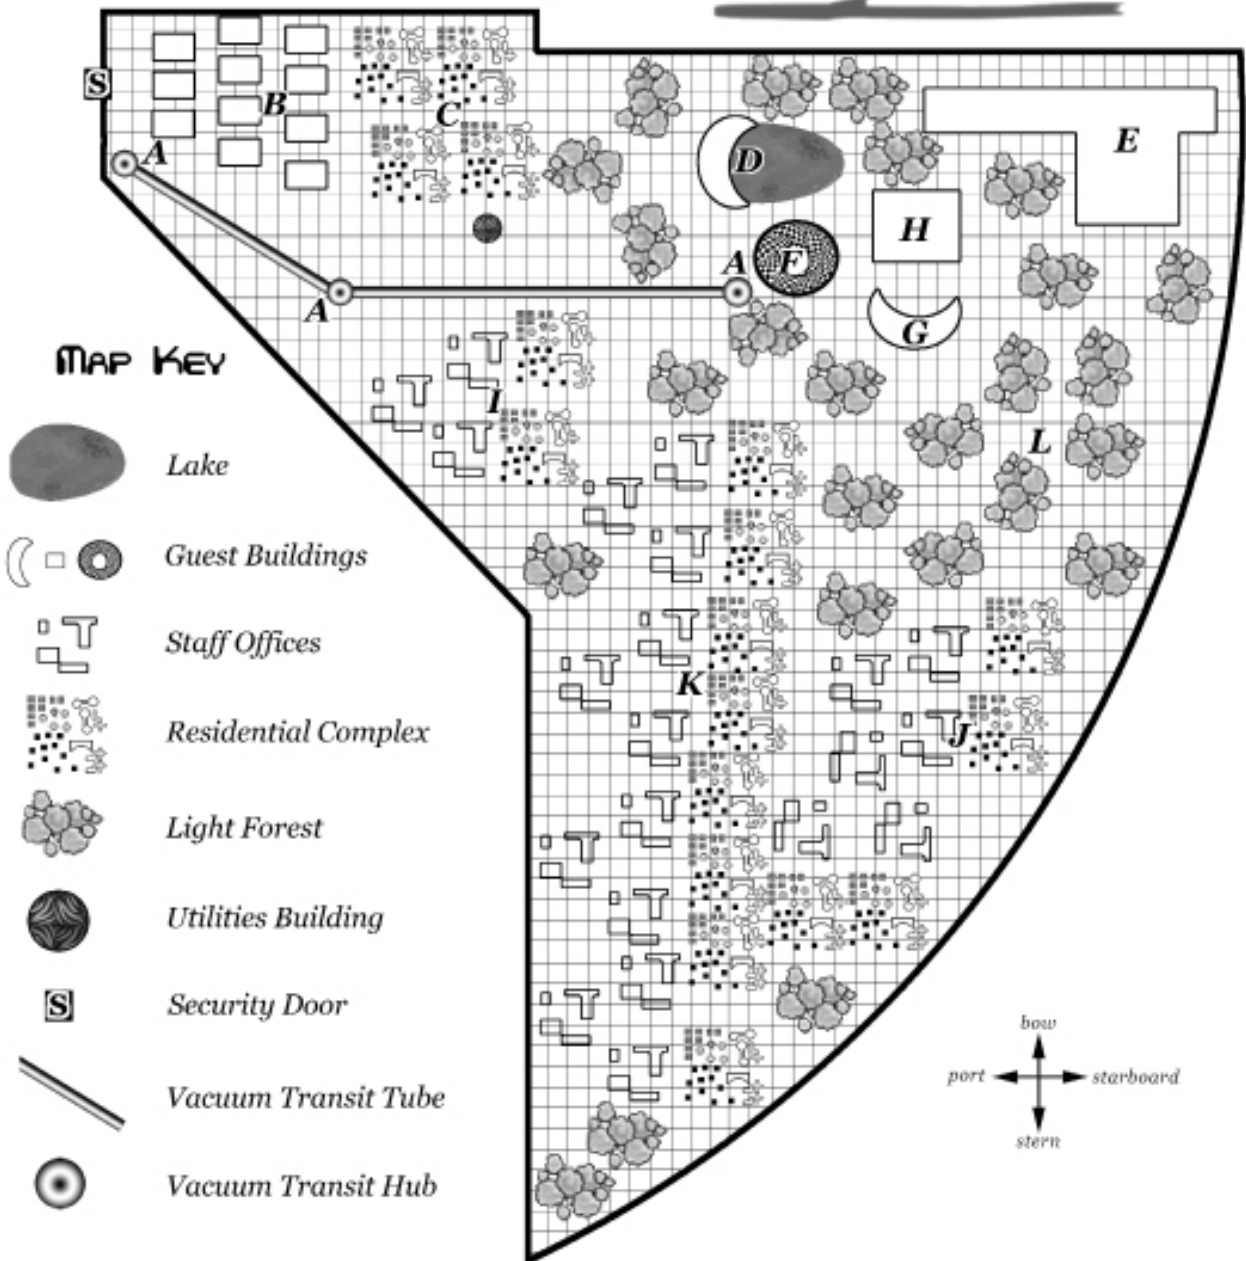 S
B
C
A
D
E
H
F
A
A
G
MAP KEY
I
L
Lake
Guest Buildings
Staff Offices
K
J
Residential Complex
Light Forest
Utilities Building
S
Security Door
bow
port
starboard
stern
Vacuum Transit Tube
Vacuum Transit Hub